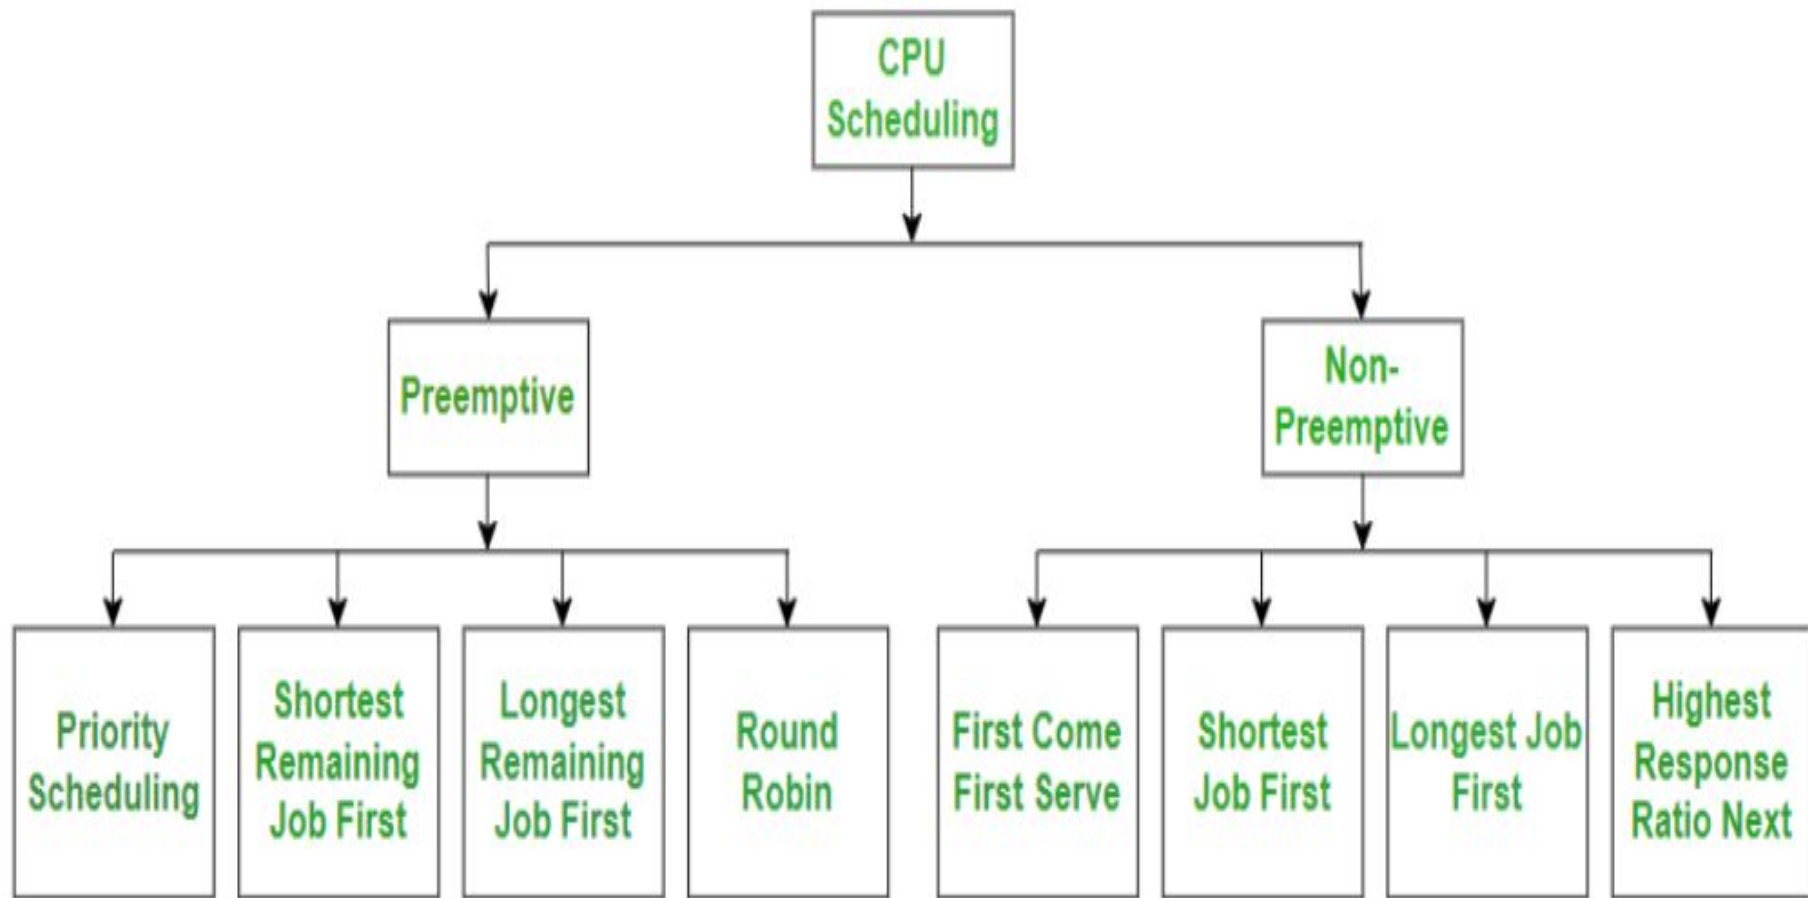 CPU
Scheduling
Preemptive
Non-
Preemptive
Priority
Scheduling
Shortest
Remaining
Job First
Longest
Remaining
Job First
Round
Robin
First Come
First Serve
Shortest
Job First
Longest Job
First
Highest
Response
Ratio Next